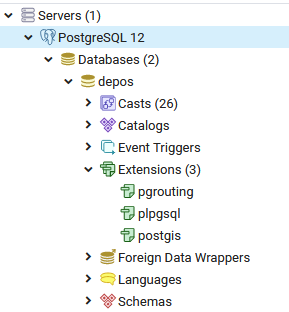 Servers (1)
PostgreSQL 12
Databases (2)
depos
Casts (26)
Catalogs
Event Triggers
Extensions (3)
pgrouting
plpgsql
postgis
Foreign Data Wrappers
Languages
Schemas